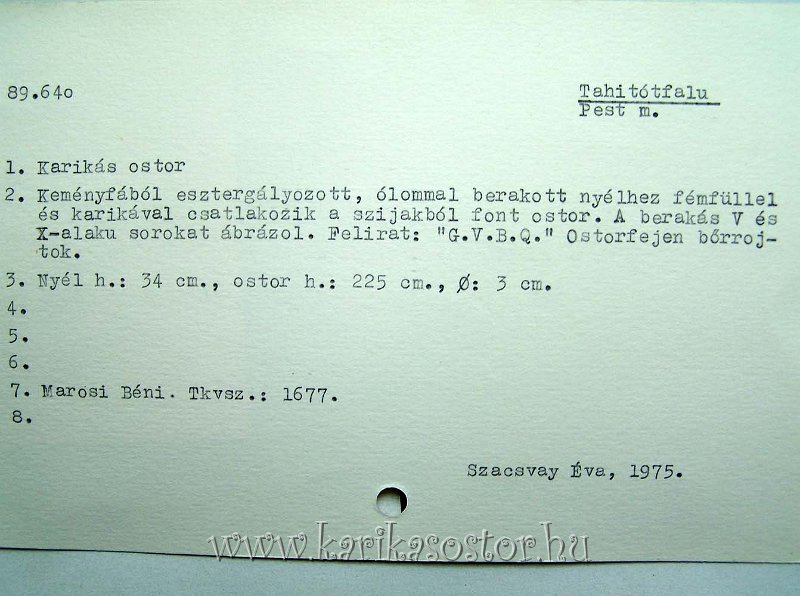 89.64o
Tahitótfalu
Pest m.
1. Karikás ostor
2. Keményfából esztergályozott, ólommal berakott nyélhez fémfüllel
és karikával csatlakozik a szijakból font ostor. A berakás V és
X-alaku sorokat ábrázol. Felirat: "G.V.B.Q." Ostorfejen bőrroj-
tok.
3. Nyél h.: 34 cm., ostor h.: 225 cm., Ø: 3 cm.
4.
5.
6.
7. Marosi Béni. Tkvsz.: 1677.
8.
Szacsvay Éva, 1975.
www.karikasostor.hu